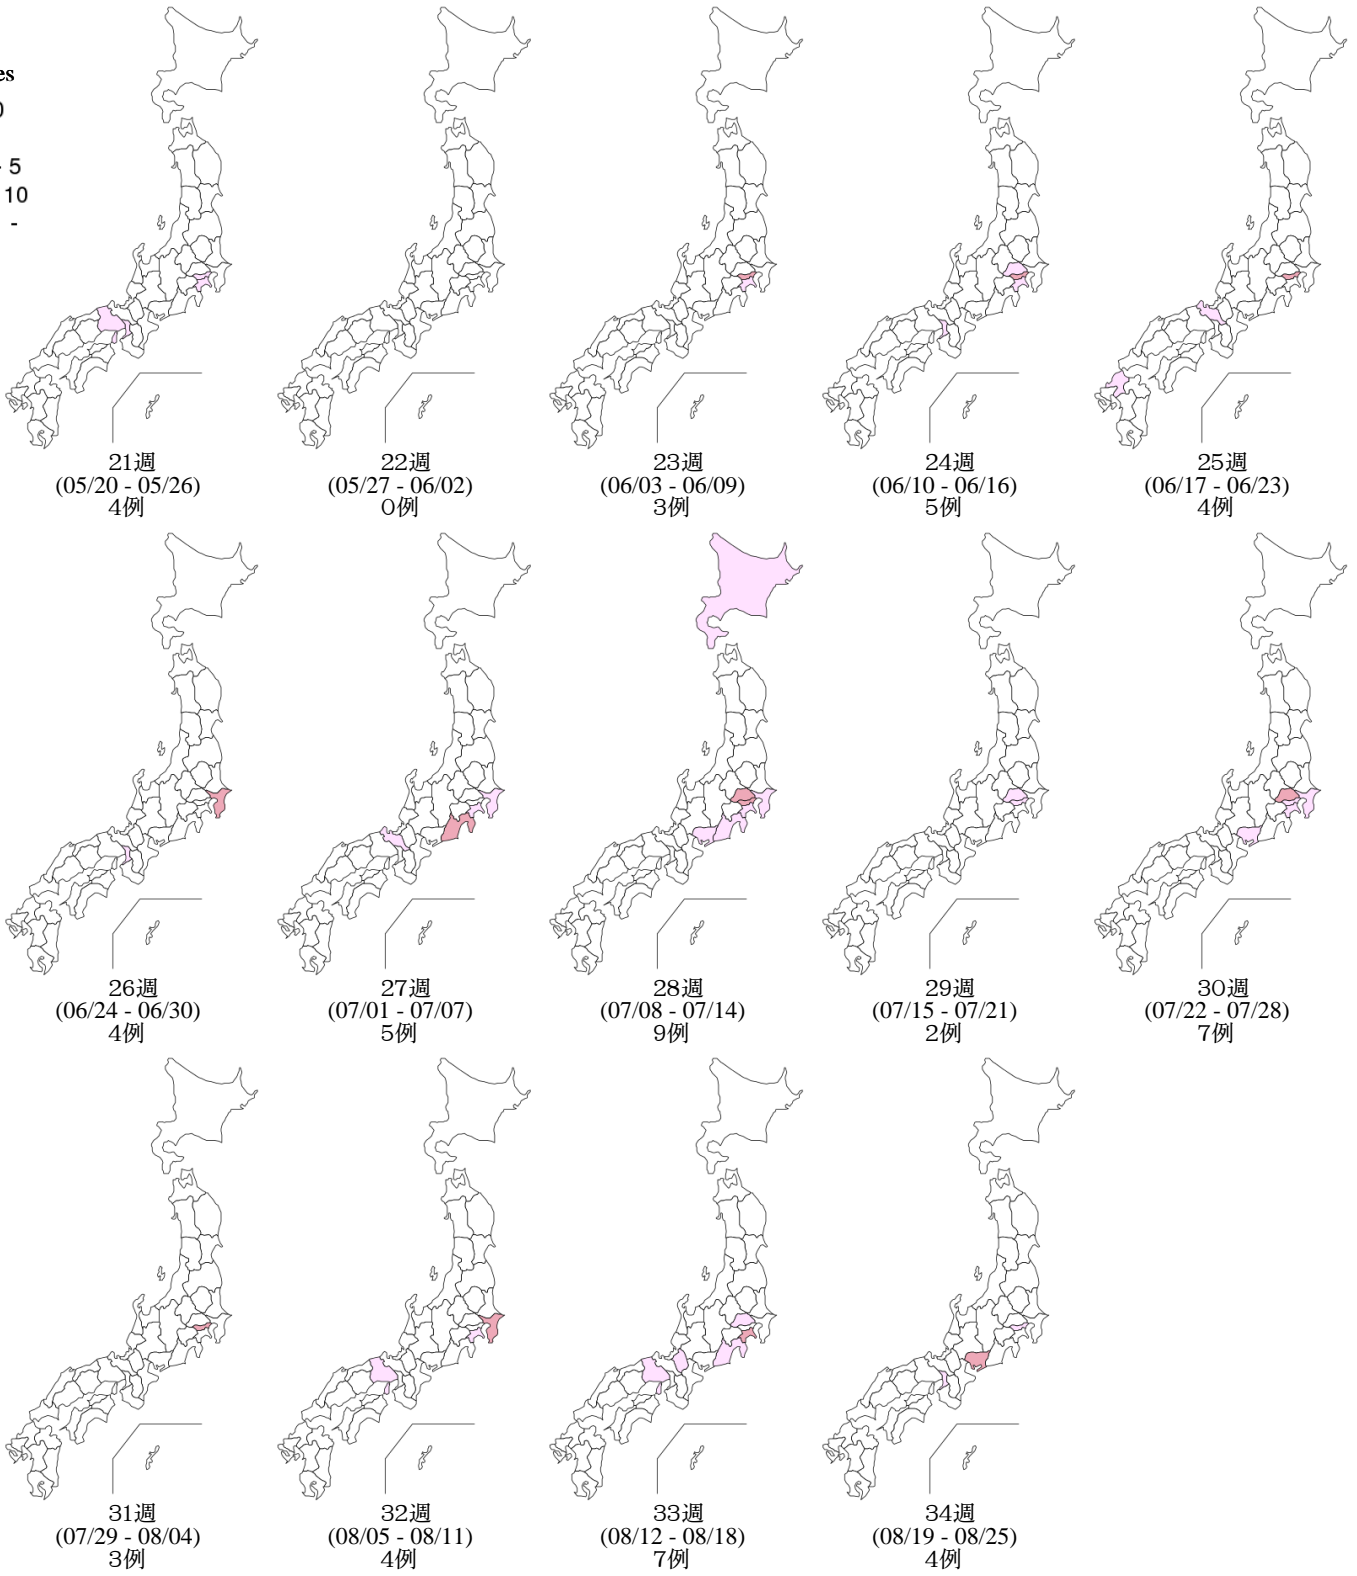 es
0
5
10
-
21週
(05/20 - 05/26)
4例
22週
(05/27 - 06/02)
0例
23週
(06/03 - 06/09)
3例
24週
(06/10 - 06/16)
5例
25週
(06/17 - 06/23)
4例
26週
(06/24 - 06/30)
4例
27週
(07/01 - 07/07)
5例
28週
(07/08 - 07/14)
9例
29週
(07/15 - 07/21)
2例
30週
(07/22 - 07/28)
7例
31週
(07/29 - 08/04)
3例
32週
(08/05 - 08/11)
4例
33週
(08/12 - 08/18)
7例
34週
(08/19 - 08/25)
4例